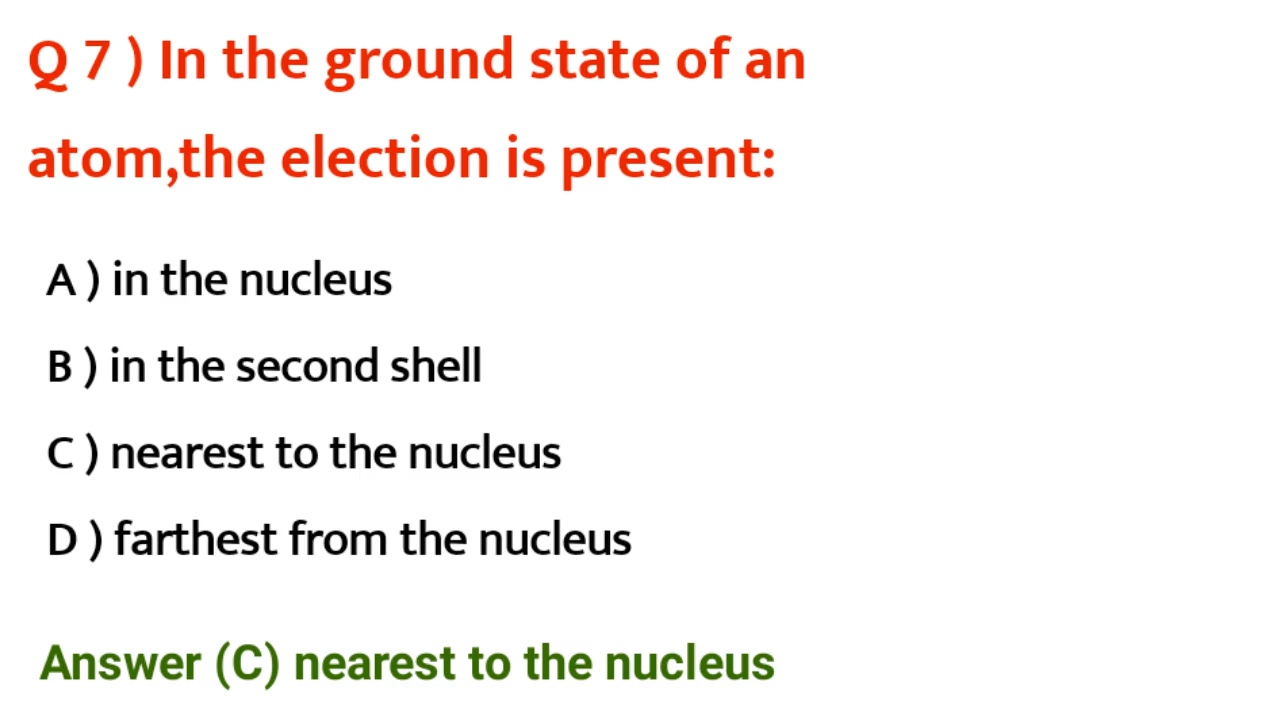 Q 7 ) In the ground state of an
atom,the election is present:
A ) in the nucleus
B ) in the second shell
C ) nearest to the nucleus
D ) farthest from the nucleus
Answer (C) nearest to the nucleus